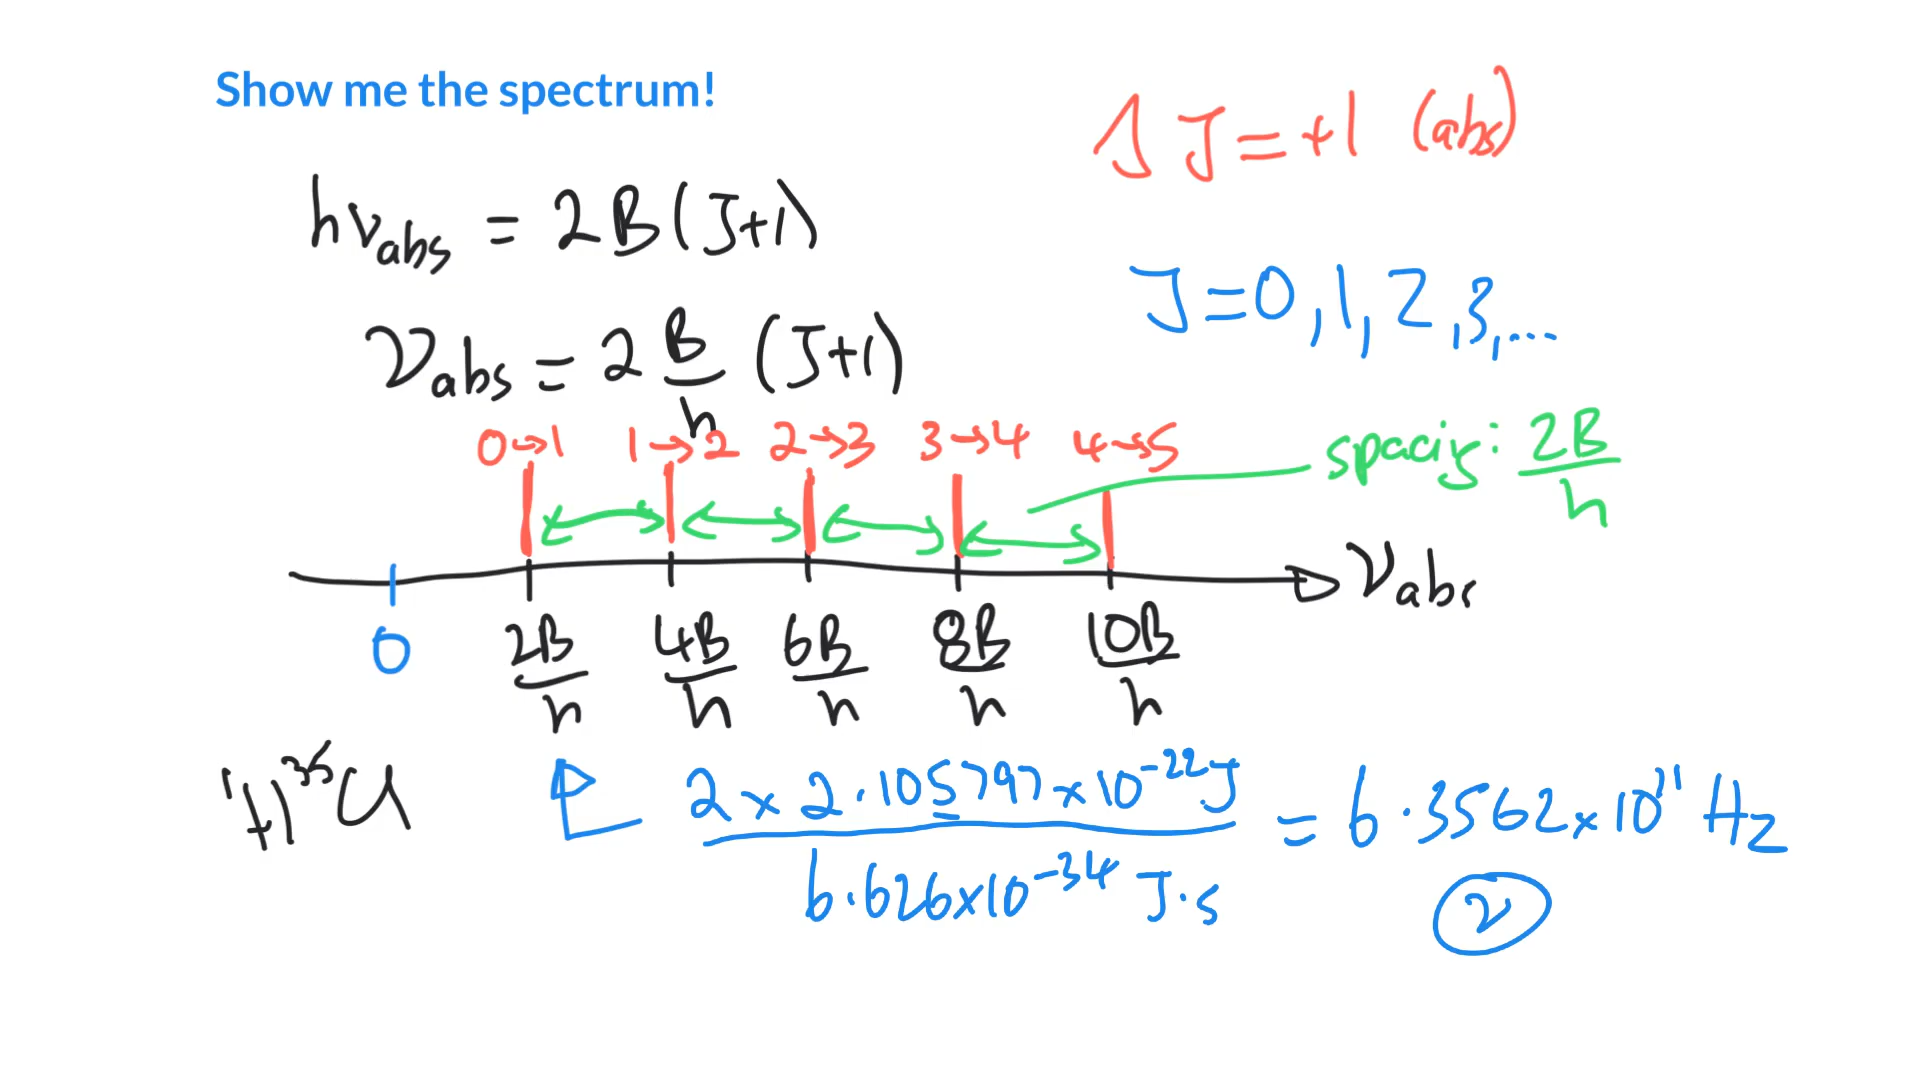 Show me the spectrum!
ΔJ=+1 (abs)
hν_abs = 2B(J+1)
J=0,1,2,3,...
ν_abs = 2 B/h (J+1)
0→1 1→2 2→3 3→4 4→5
spacig: 2B/h
ν_abs
0 2B/h 4B/h 6B/h 8B/h 10B/h
¹H³⁵Cl
2 × 2.105797×10⁻²² J / 6.626×10⁻³⁴ J·s = 6.3562×10¹¹ Hz
ν